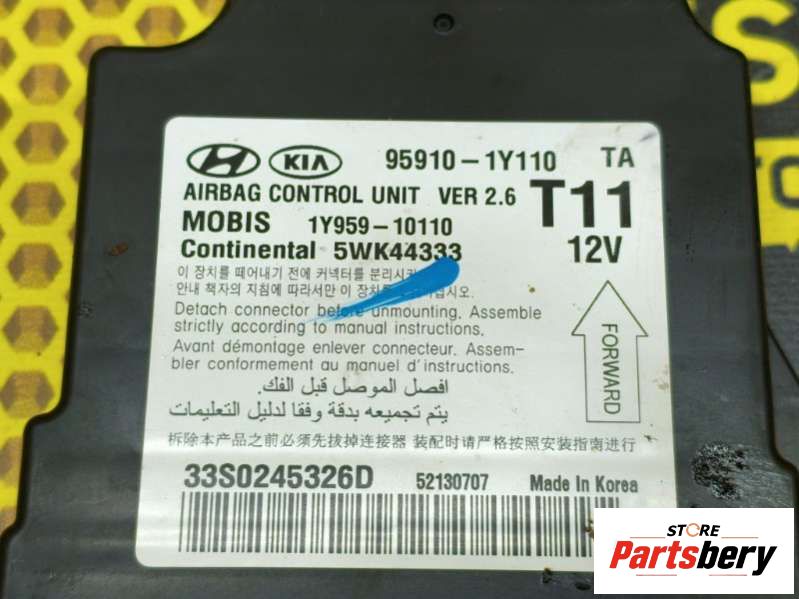 KIA 95910-1Y110 TA
AIRBAG CONTROL UNIT VER 2.6 T11
MOBIS 1Y959-10110
Continental 5WK44333 12V
이 장치를 떼어내기 전에 커넥터를 분리시키
안내 책자의 지침에 따라서만 이 장치를 십시오.
Detach connector before unmounting. Assemble
strictly according to manual instructions.
Avant démontage enlever connecteur. Assem-
bler conformement au manuel d'instructions.
افصل الموصل قبل الفك.
يتم تجميعه بدقة وفقا لدليل التعليمات
拆除本产品之前必须先拔掉连接器 装配时请严格按照安装指南进行
FORWARD
33S0245326D 52130707 Made In Korea
STORE
Partsbery